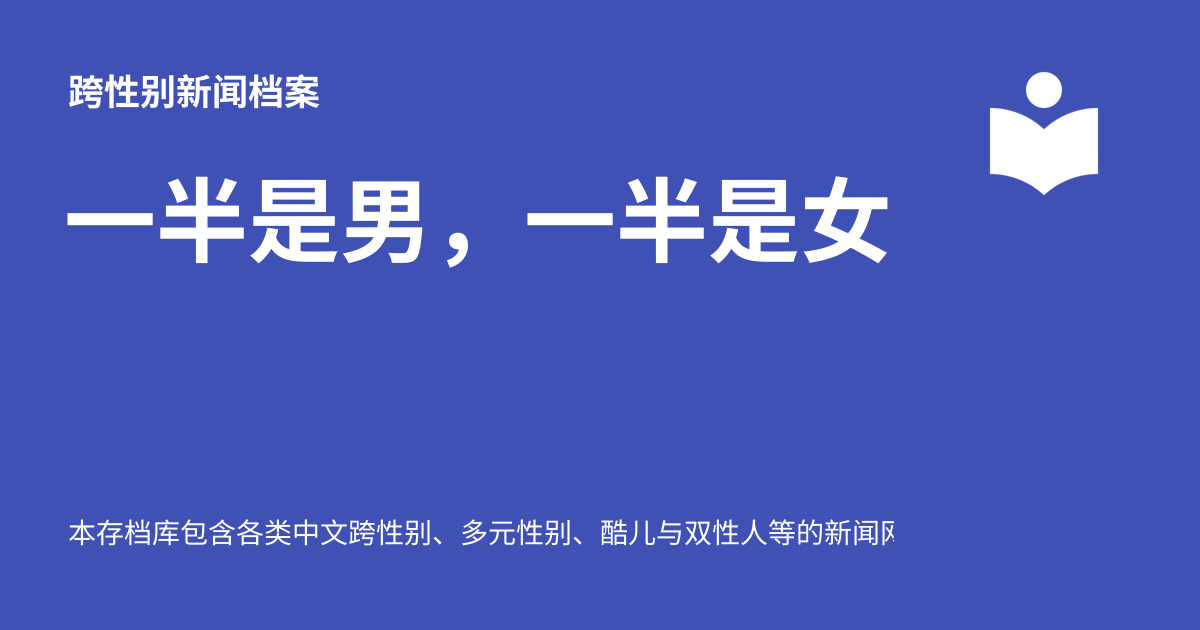 跨性别新闻档案
一半是男，一半是女
本存档库包含各类中文跨性别、多元性别、酷儿与双性人等的新闻